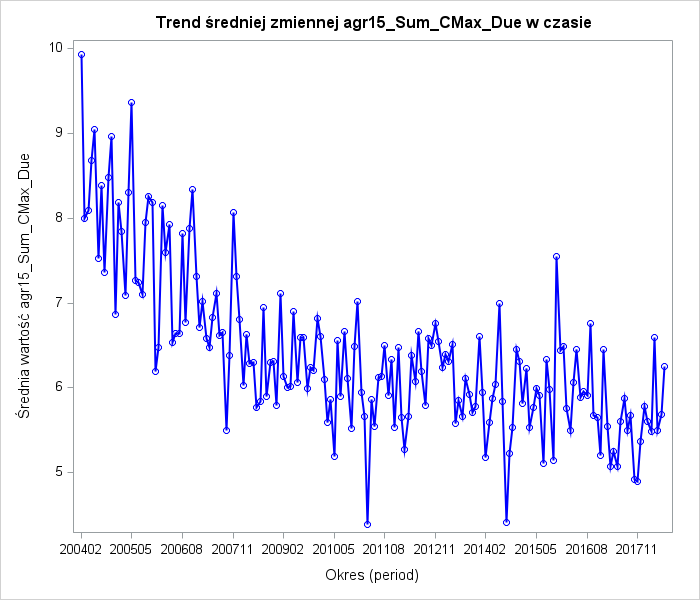 Trend średniej zmiennej agr15_Sum_CMax_Due w czasie
Średnia wartość agr15_Sum_CMax_Due
10
9
8
7
6
5
200402 200505 200608 200711 200902 201005 201108 201211 201402 201505 201608 201711
Okres (period)